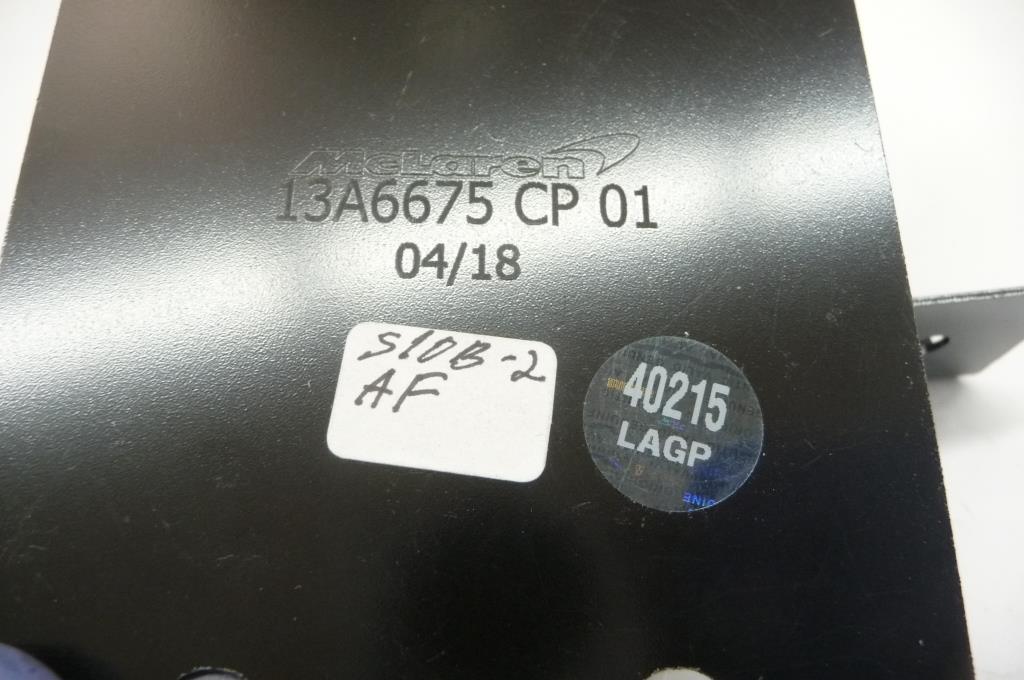 McLaren
13A6675 CP 01
04/18
S10B-2
AF
40215
LAGP